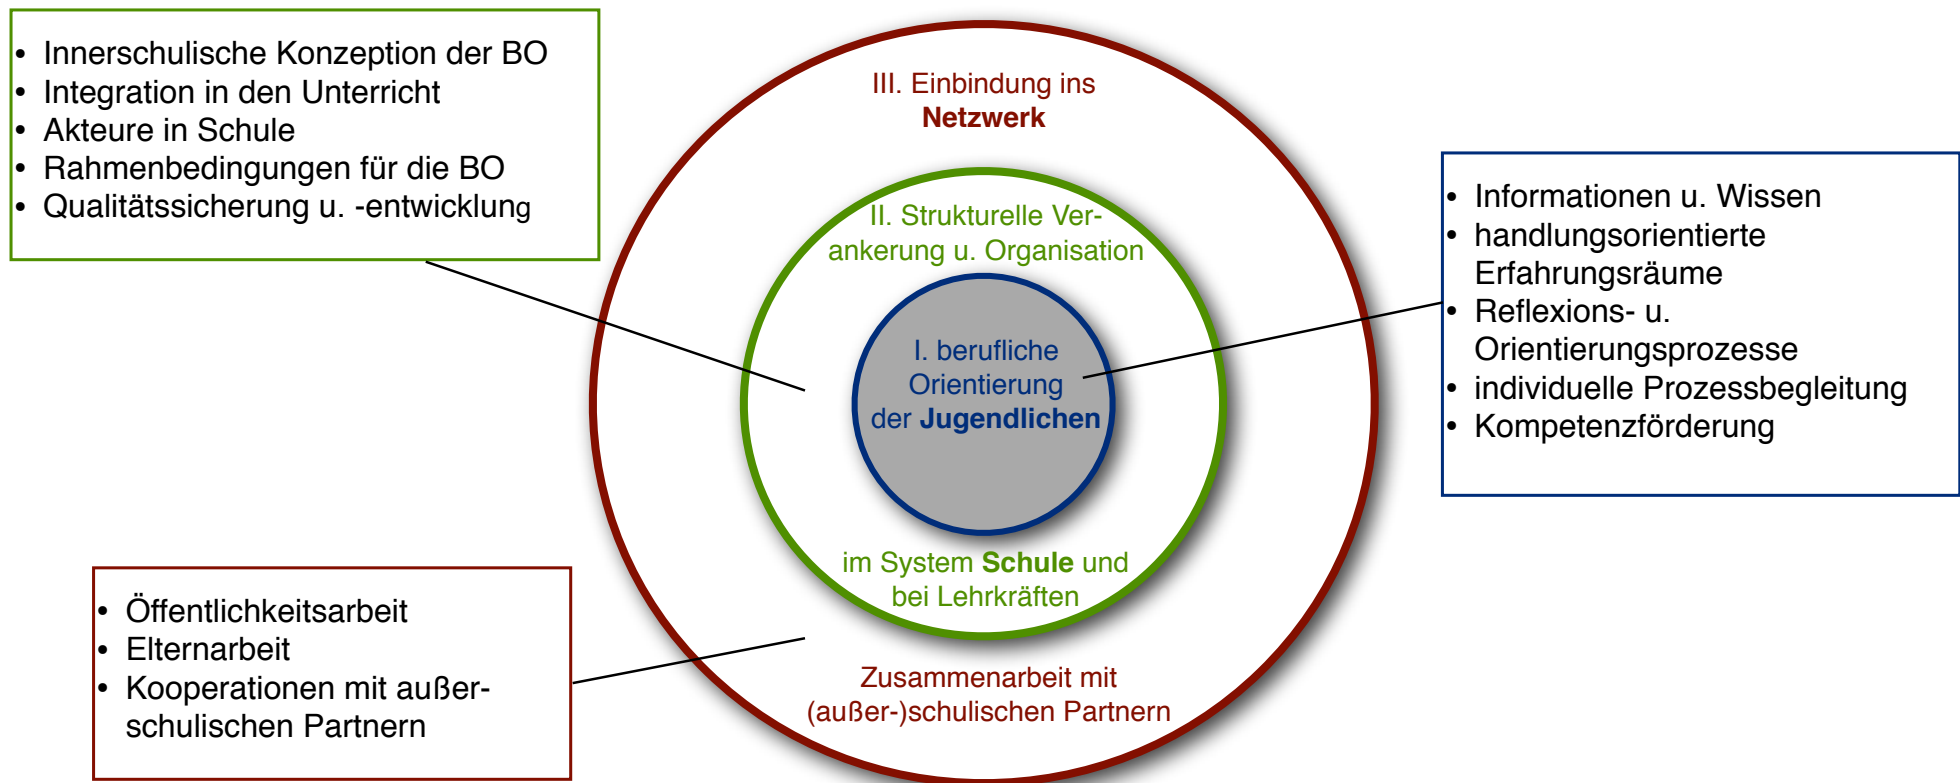 • Innerschulische Konzeption der BO
• Integration in den Unterricht
• Akteure in Schule
• Rahmenbedingungen für die BO
• Qualitätssicherung u. -entwicklung
III. Einbindung ins
Netzwerk
II. Strukturelle Ver-
ankerung u. Organisation
I. berufliche
Orientierung
der Jugendlichen
im System Schule und
bei Lehrkräften
Zusammenarbeit mit
(außer-)schulischen Partnern
• Informationen u. Wissen
• handlungsorientierte
Erfahrungsräume
• Reflexions- u.
Orientierungsprozesse
• individuelle Prozessbegleitung
• Kompetenzförderung
• Öffentlichkeitsarbeit
• Elternarbeit
• Kooperationen mit außer-
schulischen Partnern